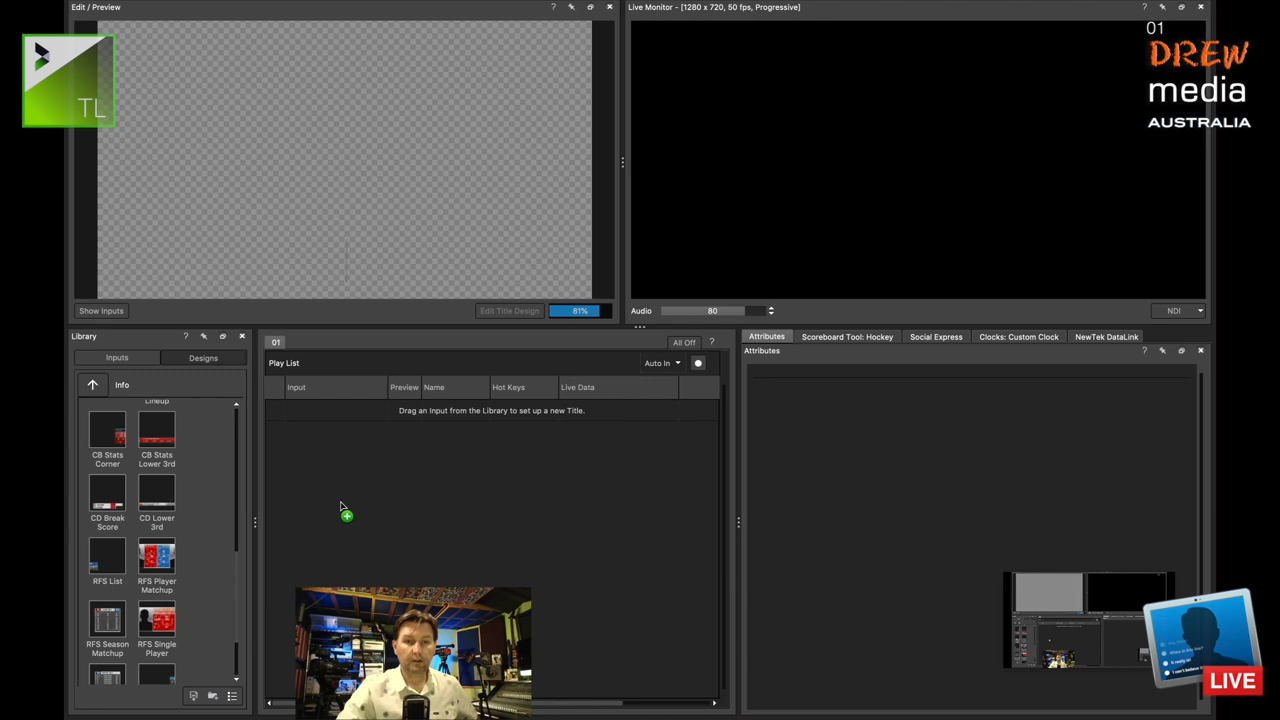 Edit / Preview
?
Live Monitor - [1280 x 720, 50 fps, Progressive]
?
01
DREW
media
AUSTRALIA
TL
Show Inputs
Edit Title Design
81%
Audio
80
NDI
Library
?
01
All Off
?
Attributes
Scoreboard Tool: Hockey
Social Express
Clocks: Custom Clock
NewTek DataLink
Inputs
Designs
Play List
Auto In
Attributes
?
Info
Input
Preview
Name
Hot Keys
Live Data
Lineup
Drag an Input from the Library to set up a new Title.
CB Stats
Corner
CB Stats
Lower 3rd
CD Break
Score
CD Lower
3rd
RFS List
RFS Player
Matchup
RFS Season
Matchup
RFS Single
Player
LIVE